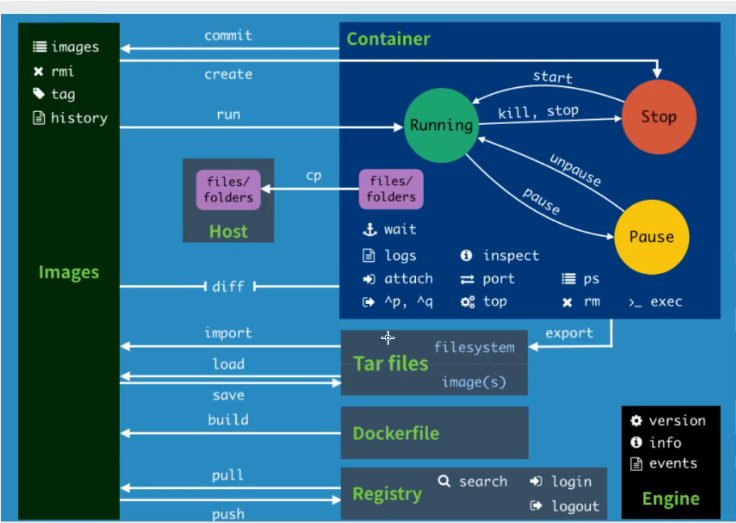 images
rmi
tag
history
Images
commit
create
run
Container
start
kill, stop
Running
Stop
unpause
pause
Pause
files/
folders
Host
cp
files/
folders
wait
logs
inspect
attach
port
ps
^p, ^q
top
rm
>_ exec
diff
import
export
filesystem
Tar files
image(s)
load
save
build
Dockerfile
pull
push
Registry
search
login
logout
version
info
events
Engine